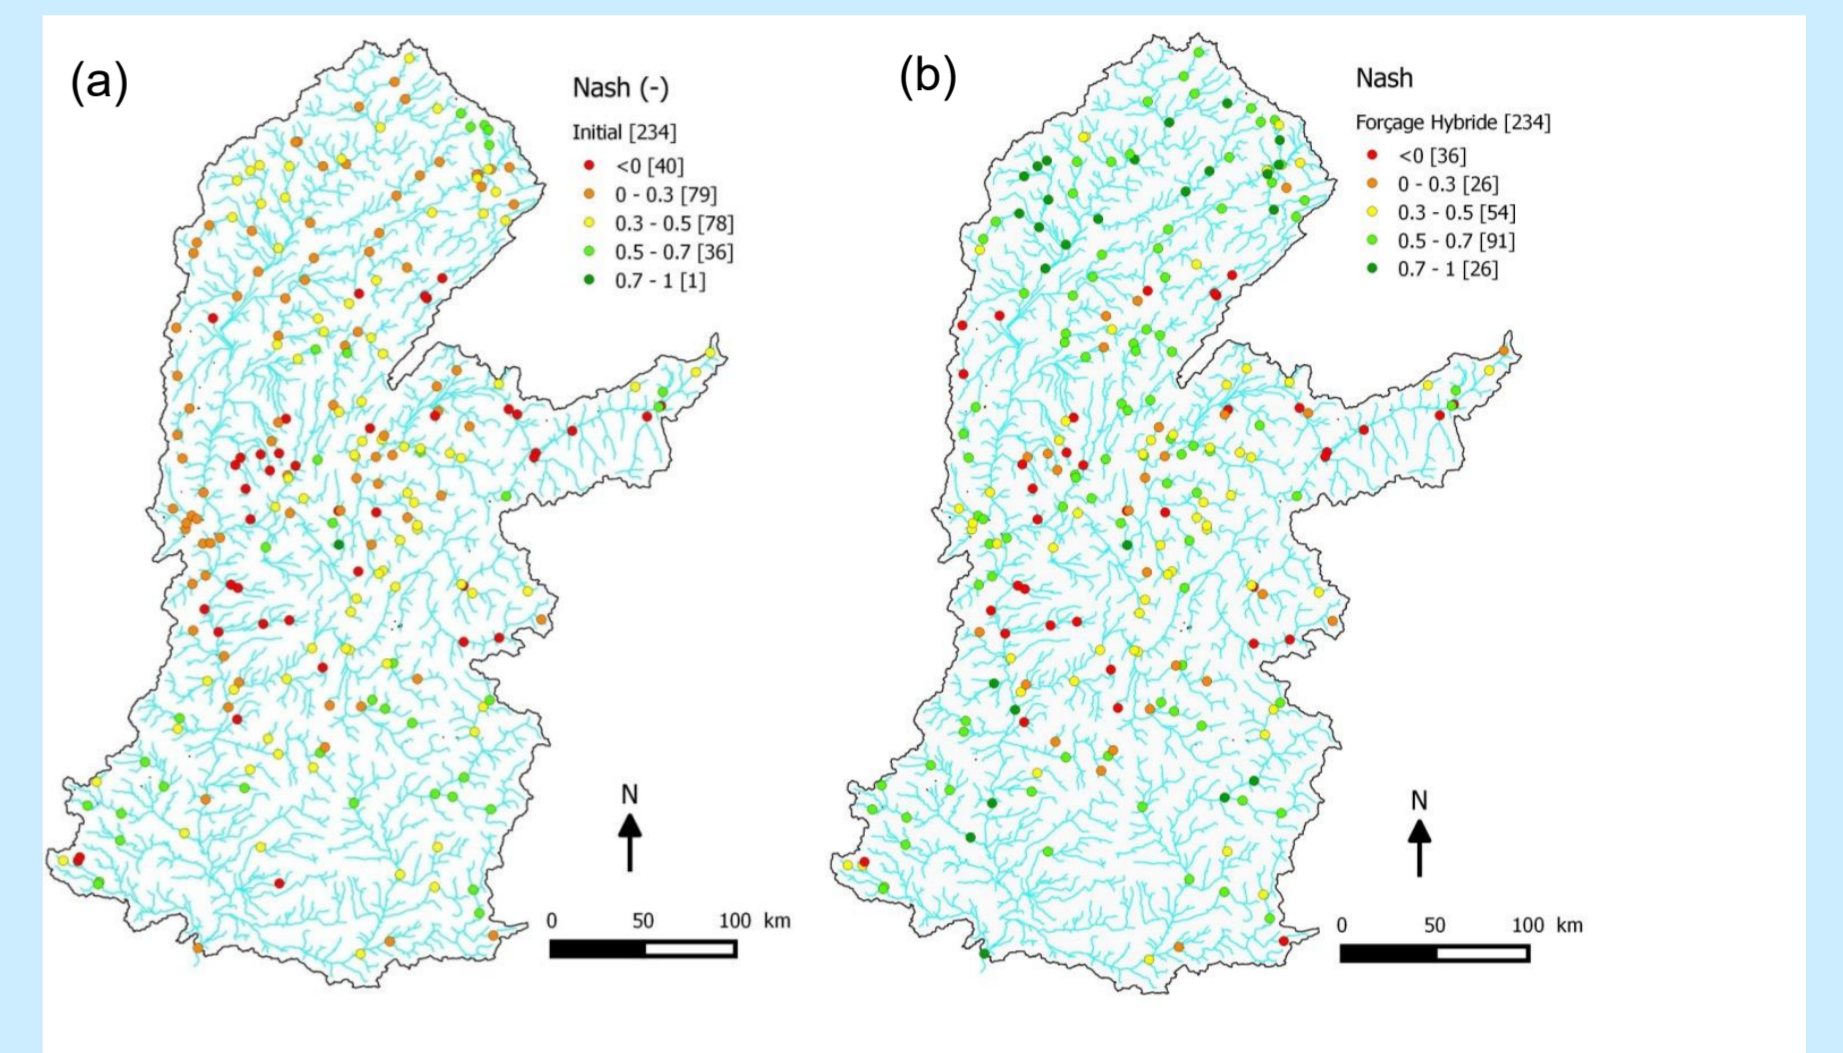 (a)
Nash (-)
Initial [234]
<0 [40]
0 - 0.3 [79]
0.3 - 0.5 [78]
0.5 - 0.7 [36]
0.7 - 1 [1]
N
0 50 100 km
(b)
Nash
Forçage Hybride [234]
<0 [36]
0 - 0.3 [26]
0.3 - 0.5 [54]
0.5 - 0.7 [91]
0.7 - 1 [26]
N
0 50 100 km